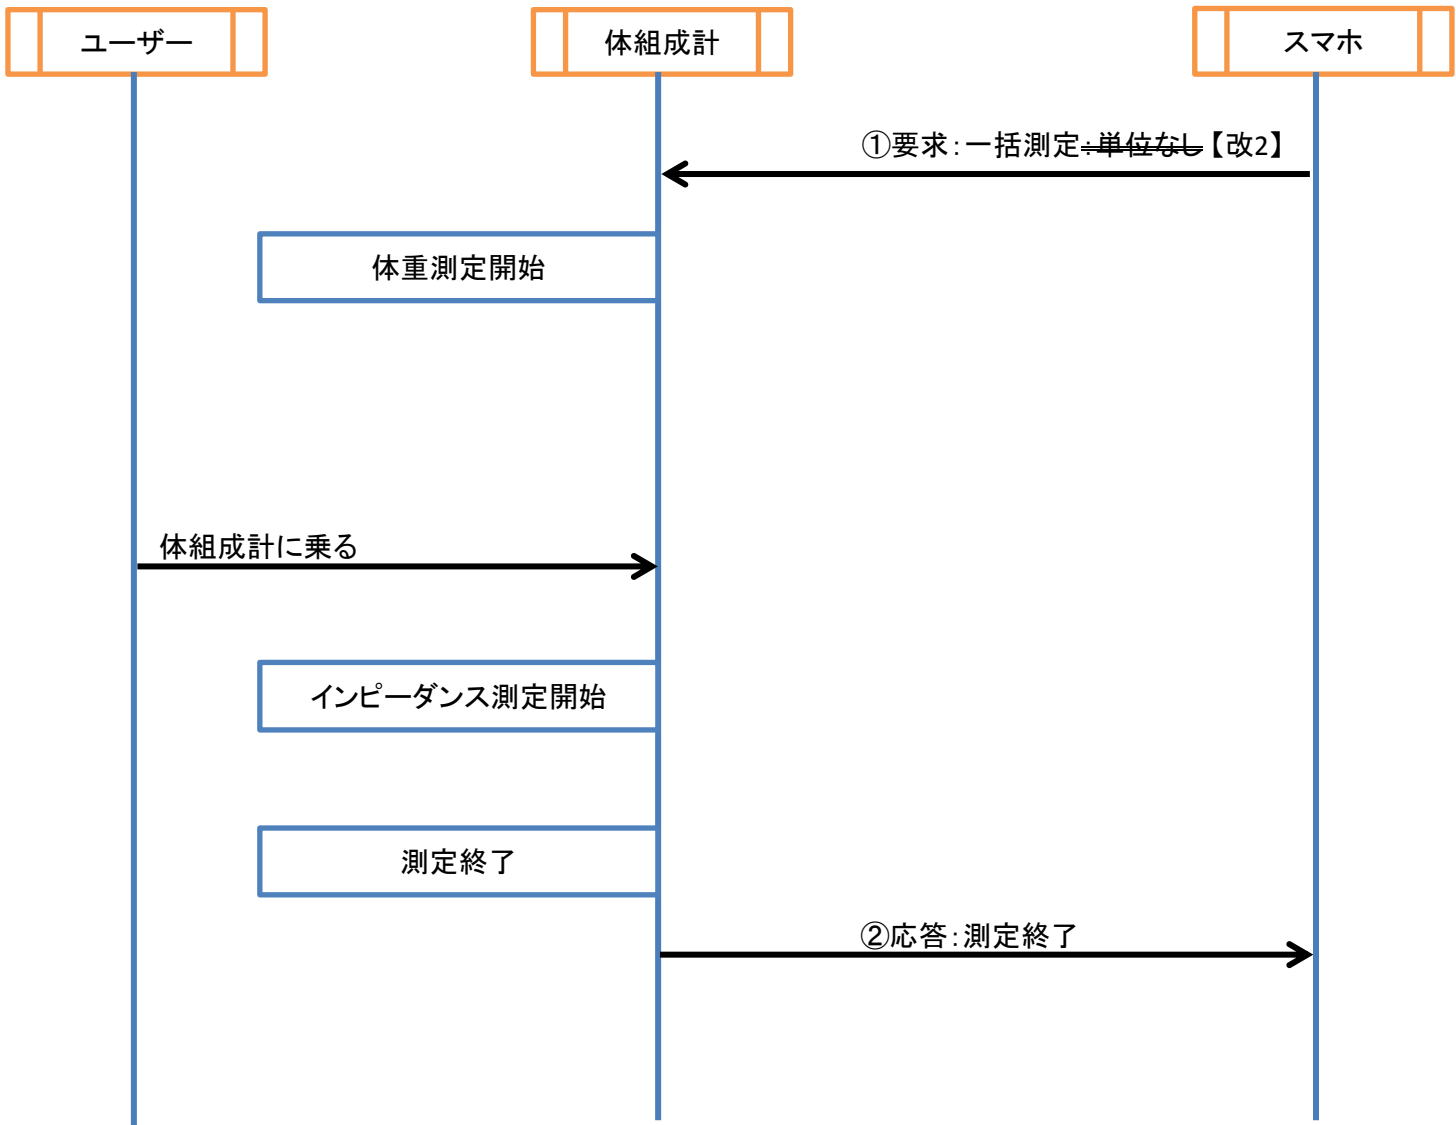 ユーザー
体組成計
スマホ
①要求：一括測定：単位なし【改2】
体重測定開始
体組成計に乗る
インピーダンス測定開始
測定終了
②応答：測定終了